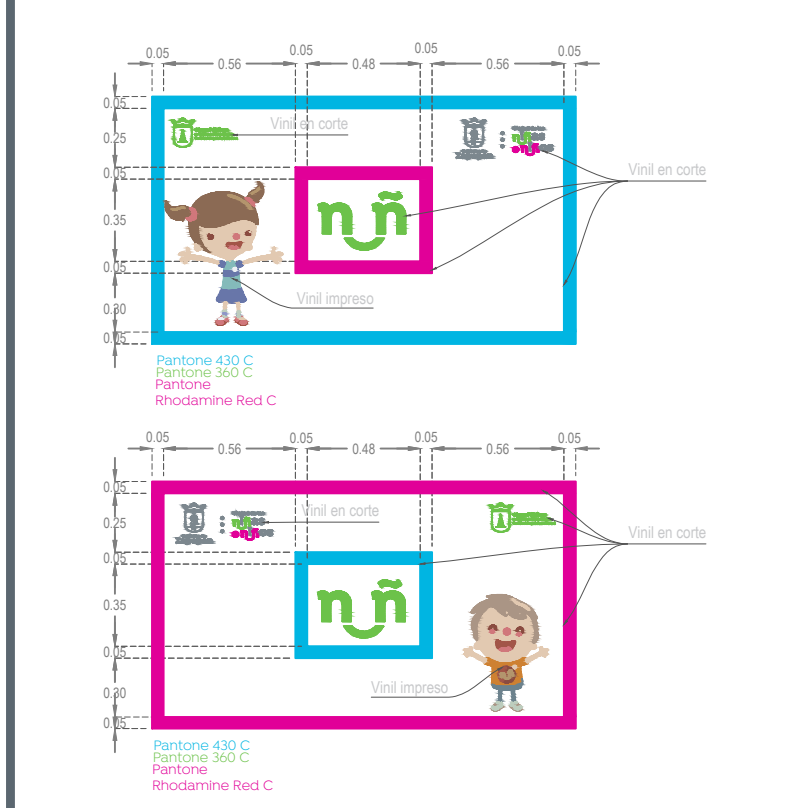 0.05 0.56 0.05 0.48 0.05 0.56 0.05
0.05
0.25
0.05
0.35
0.05
0.30
0.05
Vinil en corte
Vinil en corte
nñ
Vinil impreso
Pantone 430 C
Pantone 360 C
Pantone
Rhodamine Red C
0.05 0.56 0.05 0.48 0.05 0.56 0.05
0.05
0.25
0.05
0.35
0.05
0.30
0.05
Vinil en corte
Vinil en corte
nñ
Vinil impreso
Pantone 430 C
Pantone 360 C
Pantone
Rhodamine Red C